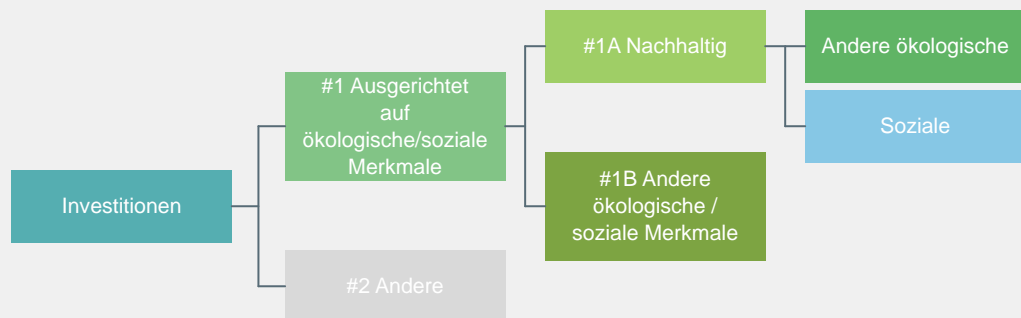 Investitionen
#1 Ausgerichtet
auf
ökologische/soziale
Merkmale
#2 Andere
#1A Nachhaltig
#1B Andere
ökologische /
soziale Merkmale
Andere ökologische
Soziale